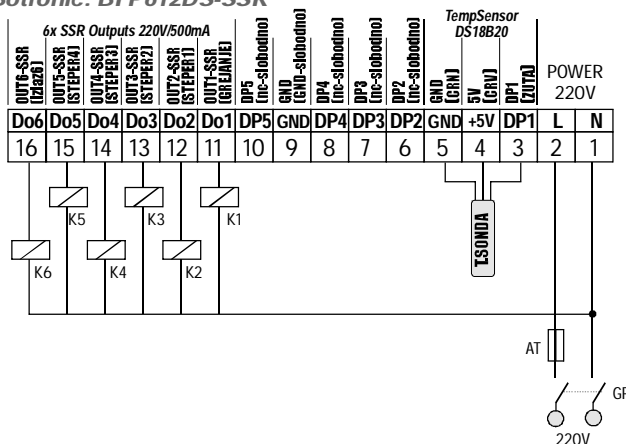 6x SSR Outputs 220V/500mA
TempSensor
DS18B20
OUT6-SSR
(Izlaz6)
OUT5-SSR
(STEPER4)
OUT4-SSR
(STEPER3)
OUT3-SSR
(STEPER2)
OUT2-SSR
(STEPER1)
OUT1-SSR
(GREJANJE)
DP5
(nc-slobodno)
GND
(GND-slobodno)
DP4
(nc-slobodno)
DP3
(nc-slobodno)
DP2
(nc-slobodno)
GND
(CRN)
5V
(CRV)
DP1
(ZUTA)
POWER
220V
Do6 Do5 Do4 Do3 Do2 Do1 DP5 GND DP4 DP3 DP2 GND +5V DP1 L N
16 15 14 13 12 11 10 9 8 7 6 5 4 3 2 1
K5 K3 K1
K6 K4 K2
T.SONDA
AT
220V